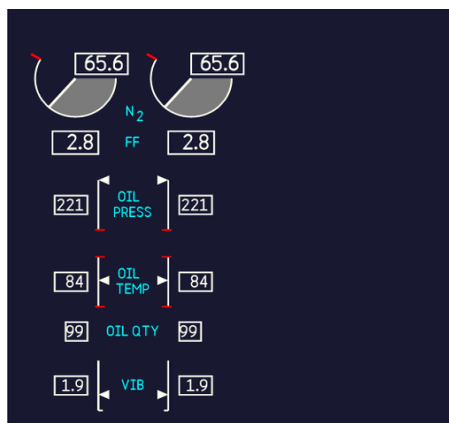 65.6 65.6
N2
2.8 FF 2.8
OIL
221 PRESS 221
OIL
84 TEMP 84
99 OIL QTY 99
1.9 VIB 1.9